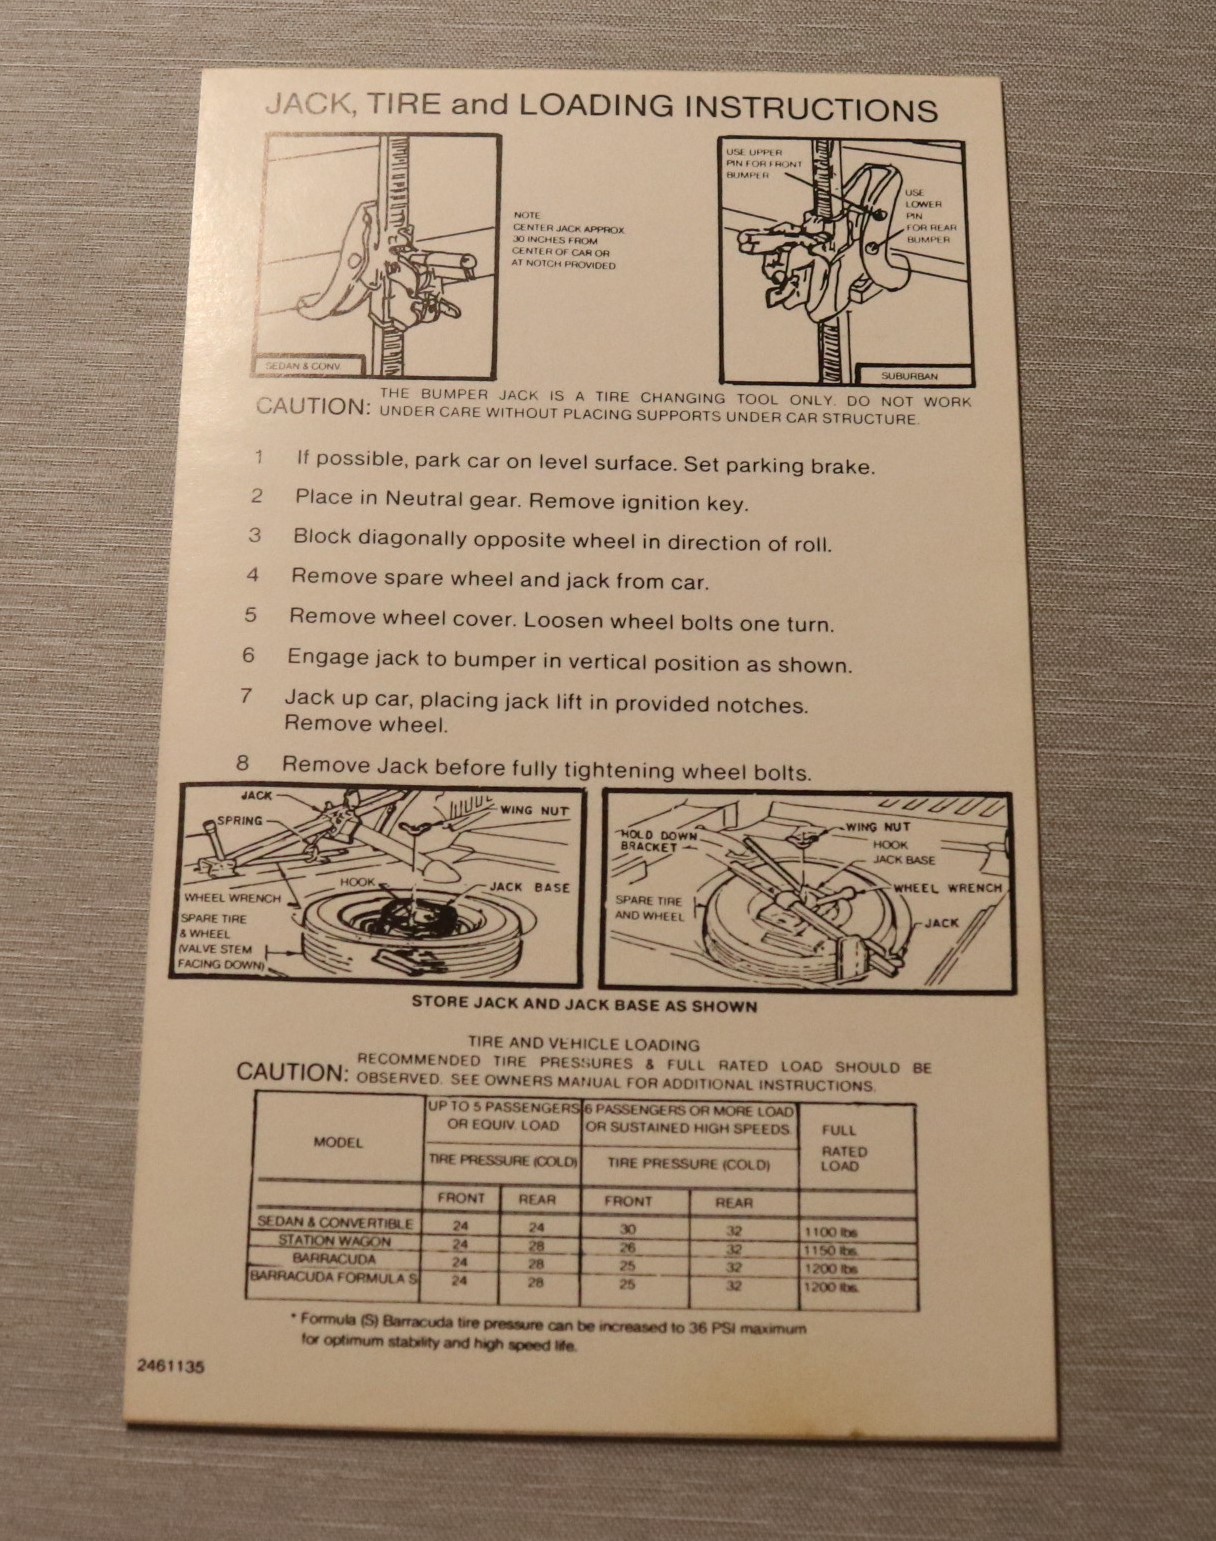 JACK, TIRE and LOADING INSTRUCTIONS
SEDAN & CONV.
NOTE
CENTER JACK APPROX
30 INCHES FROM
CENTER OF CAR OR
AT NOTCH PROVIDED
USE UPPER
PIN FOR FRONT
BUMPER
USE
LOWER
PIN
FOR REAR
BUMPER
SUBURBAN
CAUTION: THE BUMPER JACK IS A TIRE CHANGING TOOL ONLY. DO NOT WORK
UNDER CARE WITHOUT PLACING SUPPORTS UNDER CAR STRUCTURE.
1 If possible, park car on level surface. Set parking brake.
2 Place in Neutral gear. Remove ignition key.
3 Block diagonally opposite wheel in direction of roll.
4 Remove spare wheel and jack from car.
5 Remove wheel cover. Loosen wheel bolts one turn.
6 Engage jack to bumper in vertical position as shown.
7 Jack up car, placing jack lift in provided notches.
Remove wheel.
8 Remove Jack before fully tightening wheel bolts.
JACK
SPRING
WING NUT
HOOK
JACK BASE
WHEEL WRENCH
SPARE TIRE
& WHEEL
(VALVE STEM
FACING DOWN)
HOLD DOWN
BRACKET
WING NUT
HOOK
JACK BASE
WHEEL WRENCH
SPARE TIRE
AND WHEEL
JACK
STORE JACK AND JACK BASE AS SHOWN
TIRE AND VEHICLE LOADING
CAUTION: RECOMMENDED TIRE PRESSURES & FULL RATED LOAD SHOULD BE
OBSERVED. SEE OWNERS MANUAL FOR ADDITIONAL INSTRUCTIONS.
MODEL
UP TO 5 PASSENGERS
OR EQUIV. LOAD
6 PASSENGERS OR MORE LOAD
OR SUSTAINED HIGH SPEEDS
FULL
RATED
LOAD
TIRE PRESSURE (COLD) TIRE PRESSURE (COLD)
FRONT REAR FRONT REAR
SEDAN & CONVERTIBLE 24 24 30 32 1100 lbs
STATION WAGON 24 28 26 32 1150 lbs.
BARRACUDA 24 28 25 32 1200 lbs
BARRACUDA FORMULA S 24 28 25 32 1200 lbs.
* Formula (S) Barracuda tire pressure can be increased to 36 PSI maximum
for optimum stability and high speed life.
2461135